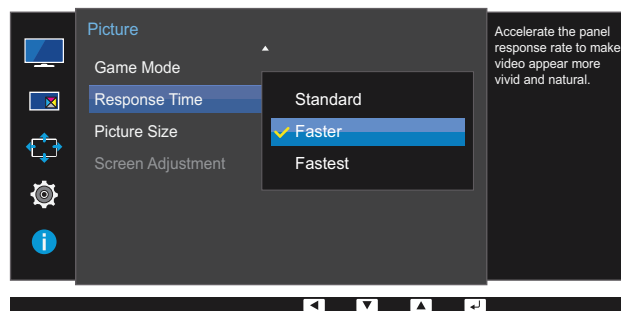 Picture
Game Mode
Response Time
Picture Size
Screen Adjustment
Standard
Faster
Fastest
Accelerate the panel
response rate to make
video appear more
vivid and natural.